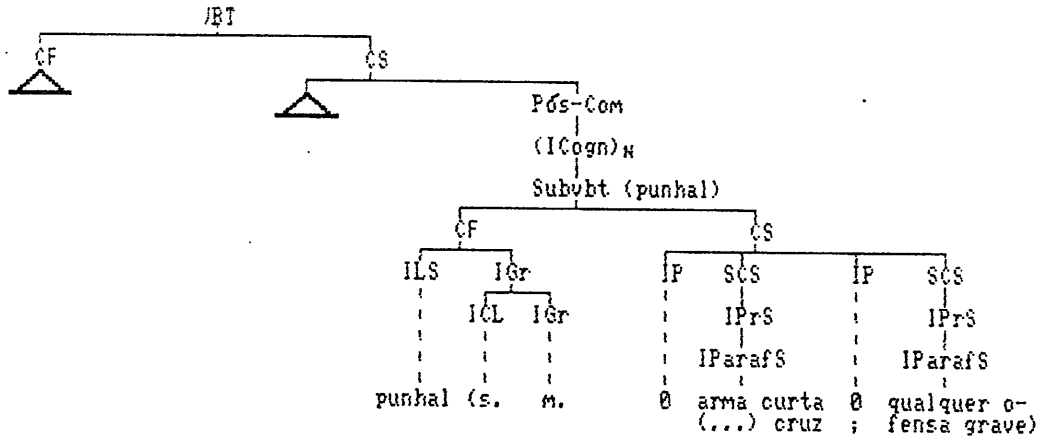 /BT
CF CS
Pós-Com
(ICogn)N
Subvbt (punhal)
CF CS
ILS IGr IP SCS IP SCS
ICL IGr IPrS IPrS
IParafS IParafS
punhal (s. m. 0 arma curta 0 qualquer o-
(...) cruz ; fensa grave)